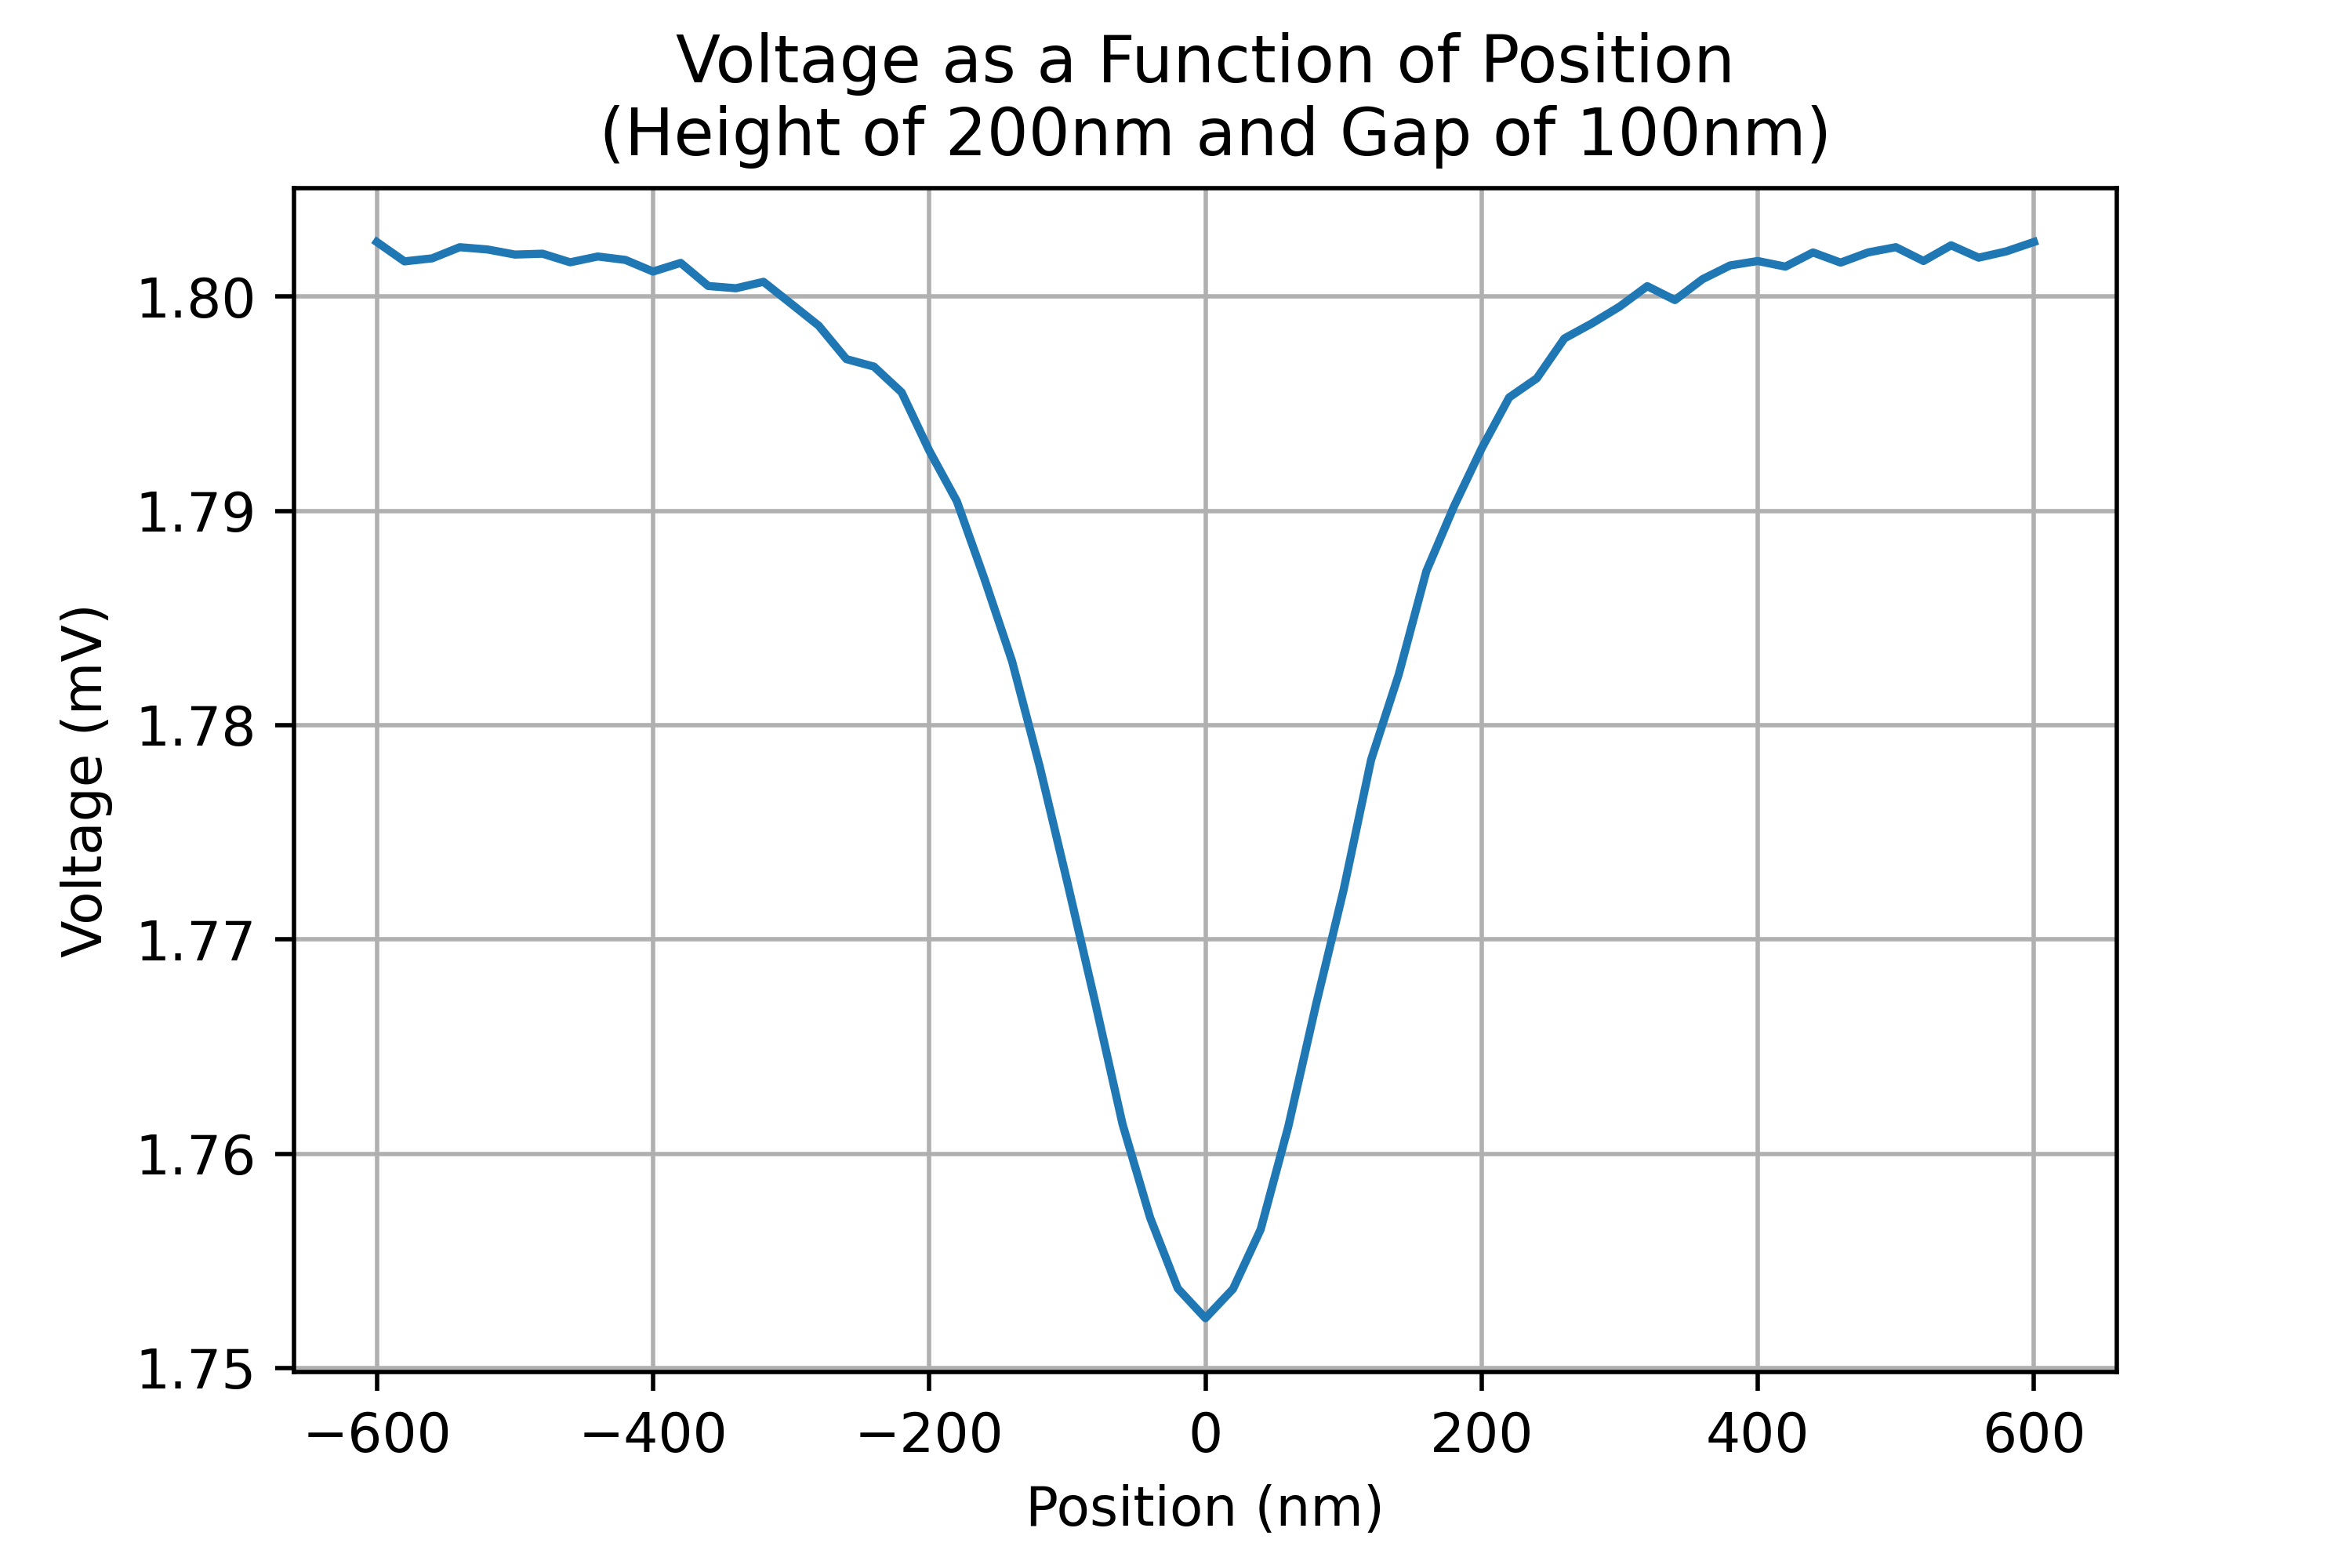 Voltage as a Function of Position
(Height of 200nm and Gap of 100nm)
1.80
1.79
1.78
1.77
1.76
1.75
Voltage (mV)
−600 −400 −200 0 200 400 600
Position (nm)